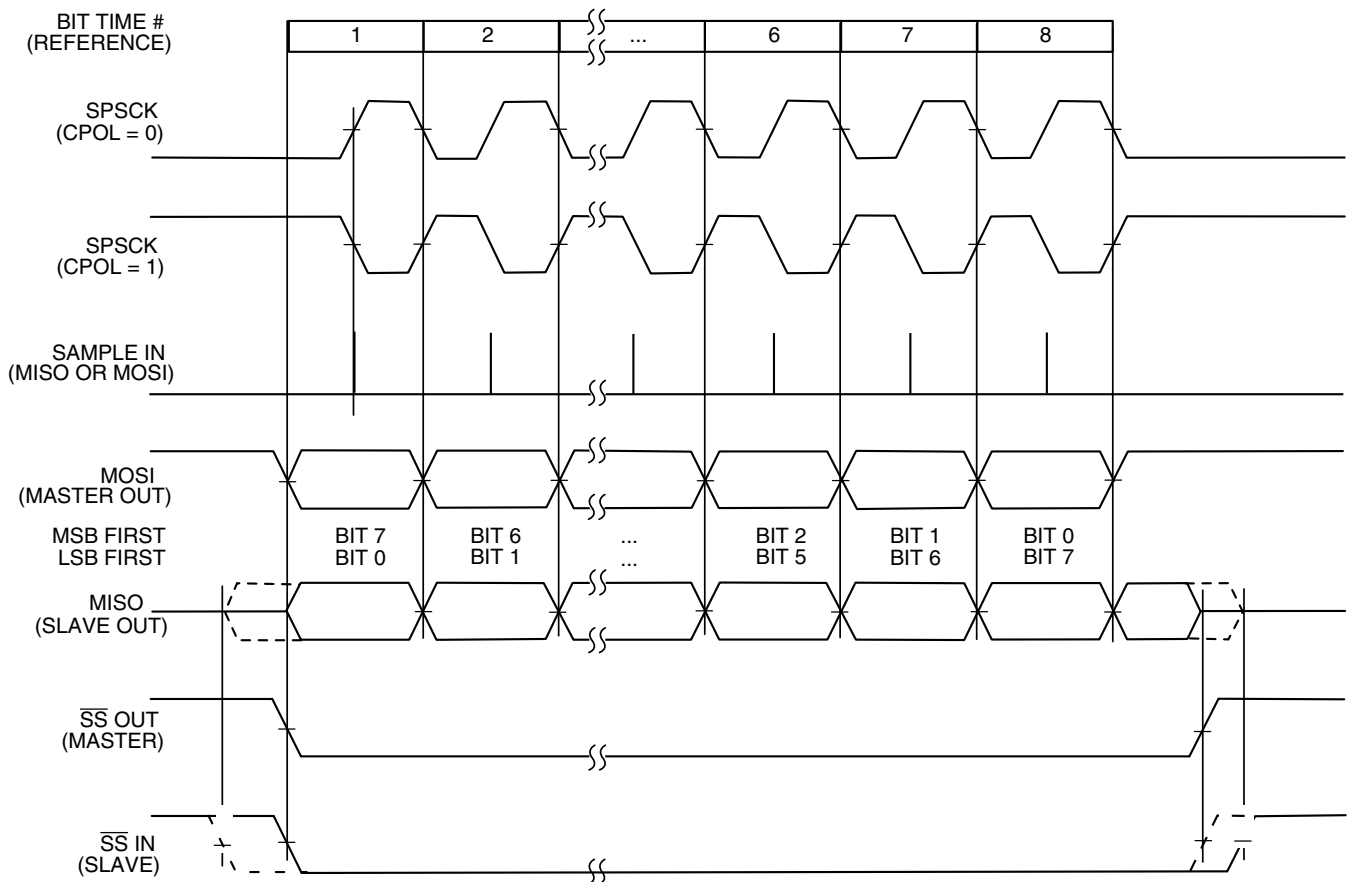 BIT TIME #
(REFERENCE)
1 2 ... 6 7 8
SPSCK
(CPOL = 0)
SPSCK
(CPOL = 1)
SAMPLE IN
(MISO OR MOSI)
MOSI
(MASTER OUT)
MSB FIRST BIT 7 BIT 6 ... BIT 2 BIT 1 BIT 0
LSB FIRST BIT 0 BIT 1 ... BIT 5 BIT 6 BIT 7
MISO
(SLAVE OUT)
S̅S̅ OUT
(MASTER)
S̅S̅ IN
(SLAVE)